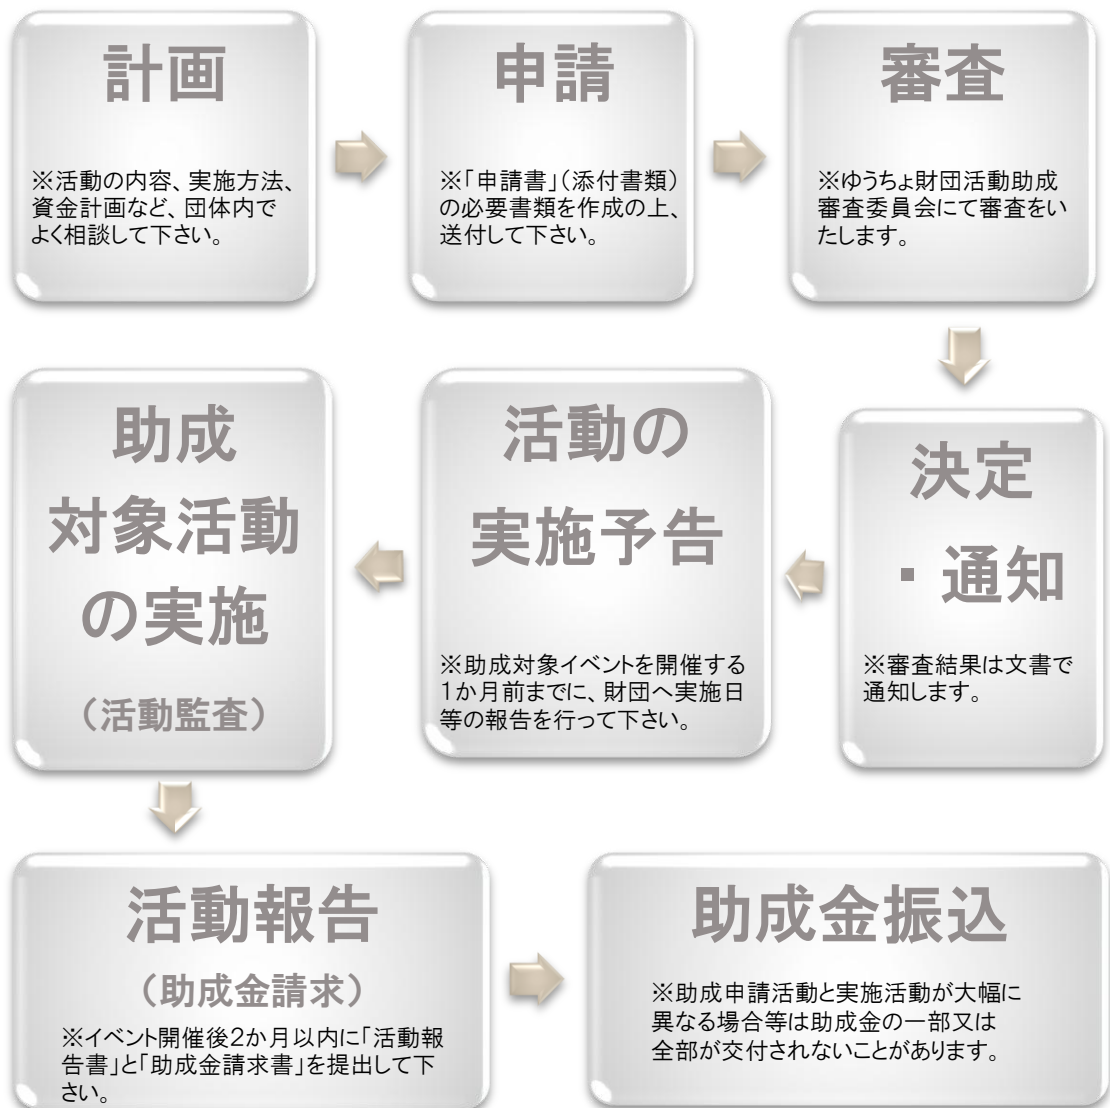 計画
※活動の内容、実施方法、
資金計画など、団体内で
よく相談して下さい。
申請
※「申請書」(添付書類)
の必要書類を作成の上、
送付して下さい。
審査
※ゆうちょ財団活動助成
審査委員会にて審査をい
たします。
決定
・通知
※審査結果は文書で
通知します。
活動の
実施予告
※助成対象イベントを開催する
1か月前までに、財団へ実施日
等の報告を行って下さい。
助成
対象活動
の実施
(活動監査)
活動報告
(助成金請求)
※イベント開催後2か月以内に「活動報
告書」と「助成金請求書」を提出して下
さい。
助成金振込
※助成申請活動と実施活動が大幅に
異なる場合等は助成金の一部又は
全部が交付されないことがあります。